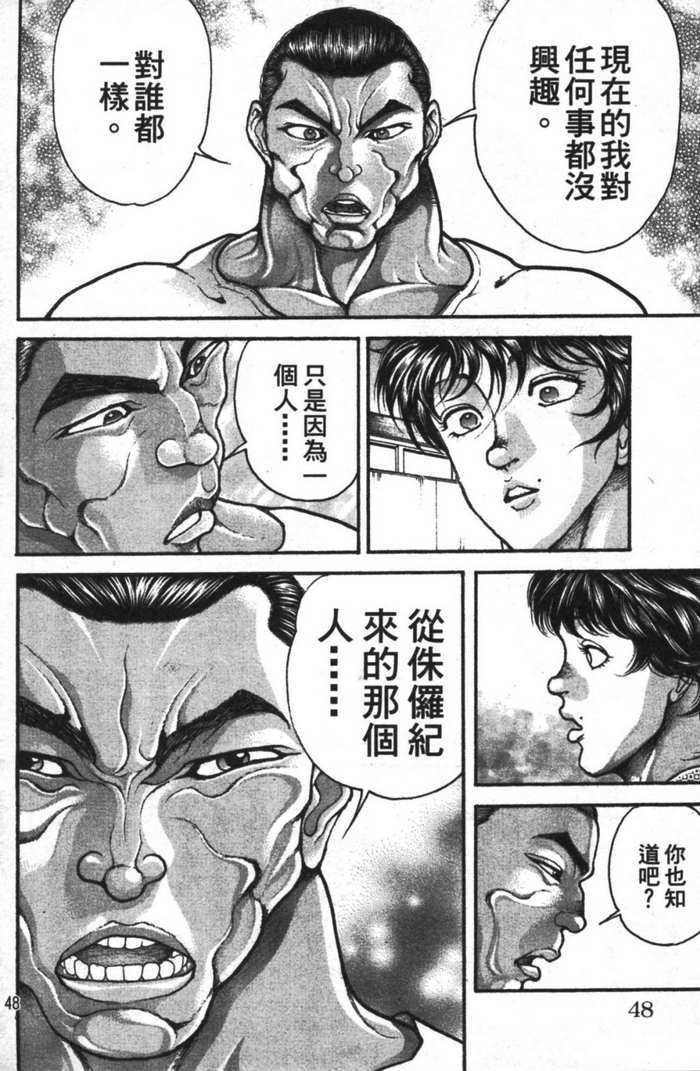 現在的我對
任何事都沒
興趣。
對誰都
一樣。
只是因為一
個人……
你也知
道吧？
從侏儸紀
來的那個
人……
48
48